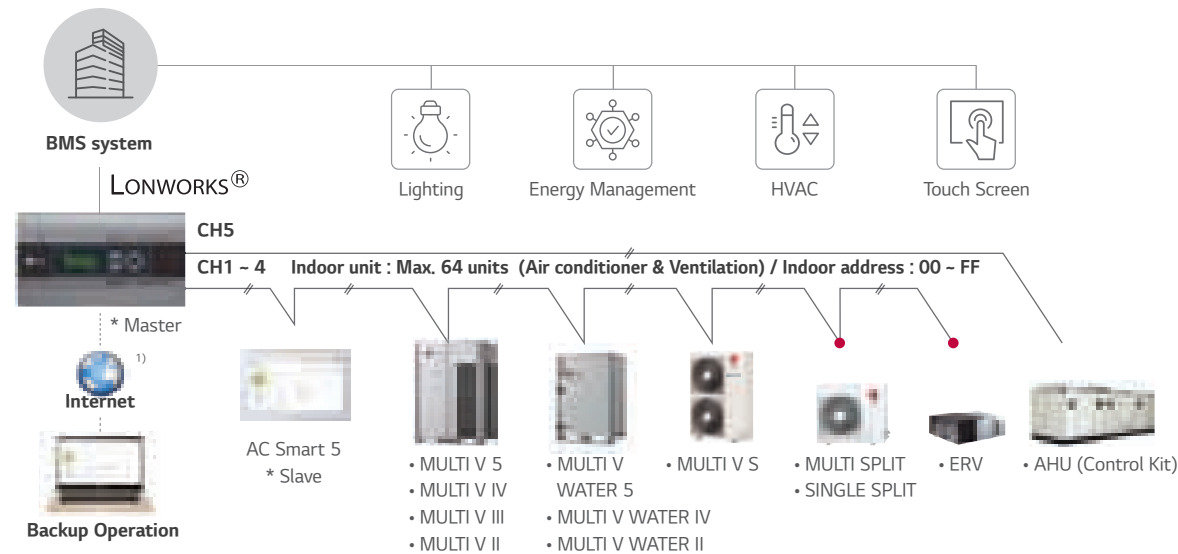 BMS system
LONWORKS®
Lighting
Energy Management
HVAC
Touch Screen
CH5
CH1 ~ 4 Indoor unit : Max. 64 units (Air conditioner & Ventilation) / Indoor address : 00 ~ FF
* Master
1)
Internet
Backup Operation
AC Smart 5
* Slave
• MULTI V 5
• MULTI V IV
• MULTI V III
• MULTI V II
• MULTI V
WATER 5
• MULTI V WATER IV
• MULTI V WATER II
• MULTI V S
• MULTI SPLIT
• SINGLE SPLIT
• ERV
• AHU (Control Kit)